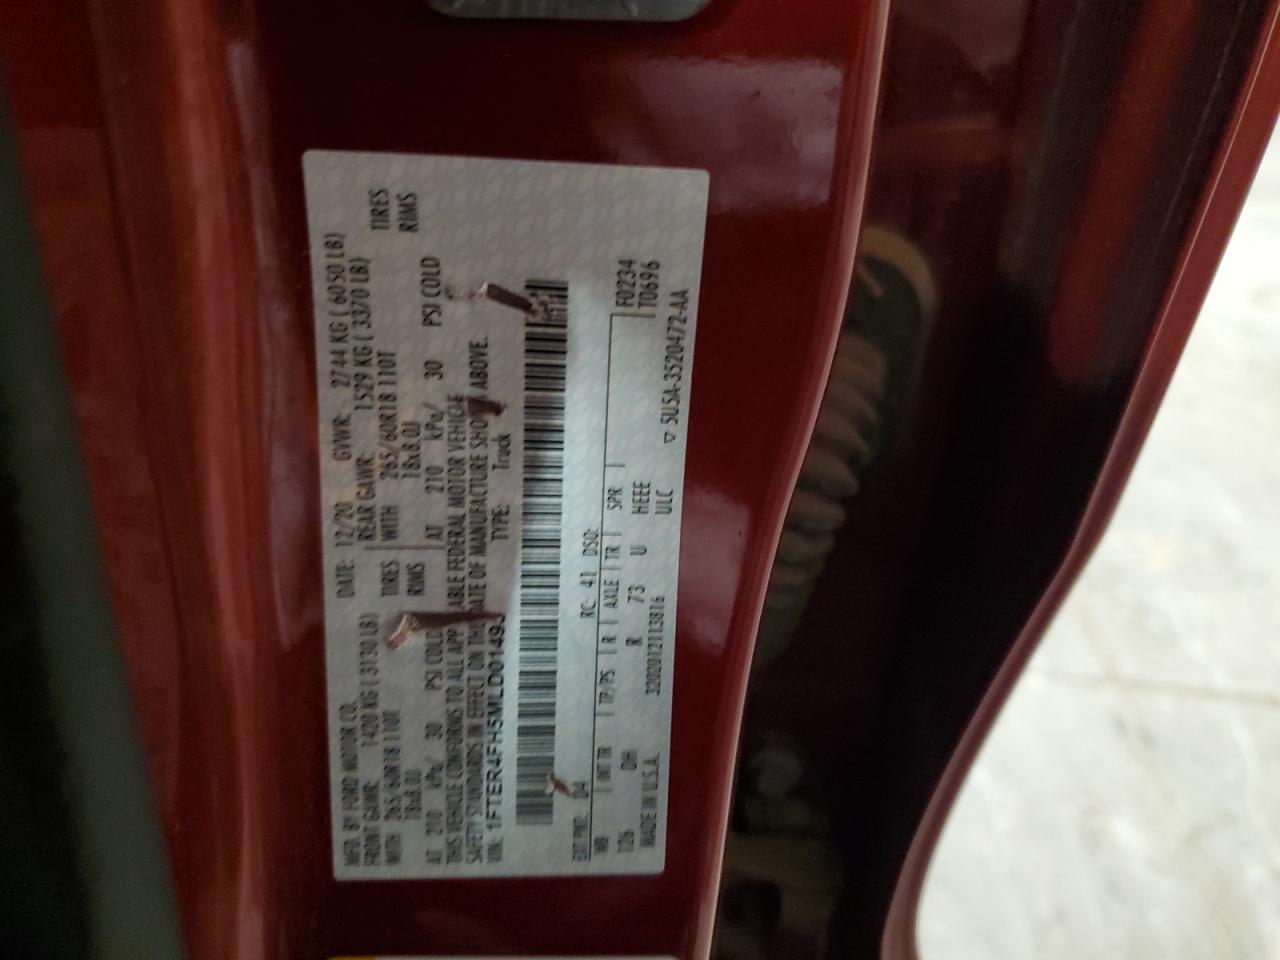 MFD. BY FORD MOTOR CO.
DATE: 12/20 GVWR: 2744 KG ( 6050 LB)
FRONT GAWR: 1420 KG ( 3130 LB) REAR GAWR: 1529 KG ( 3370 LB)
WITH 265/60R18 110T TIRES WITH 265/60R18 110T TIRES
18x8.0J RIMS 18x8.0J RIMS
AT 210 kPa/ 30 PSI COLD AT 210 kPa/ 30 PSI COLD
THIS VEHICLE CONFORMS TO ALL APP ABLE FEDERAL MOTOR VEHICLE
SAFETY STANDARDS IN EFFECT ON THE DATE OF MANUFACTURE SHO ABOVE.
VIN: 1FTER4FH5MLD0149 TYPE: Truck
EXT PNT: D4 RC: 41 DSO: F0234
WB INT TR TP/PS R AXLE TR SPR T0696
126 DH R 73 U HEEE
ULC
MADE IN U.S.A. 3202012113816 ▽ 5U5A-3520472-AA